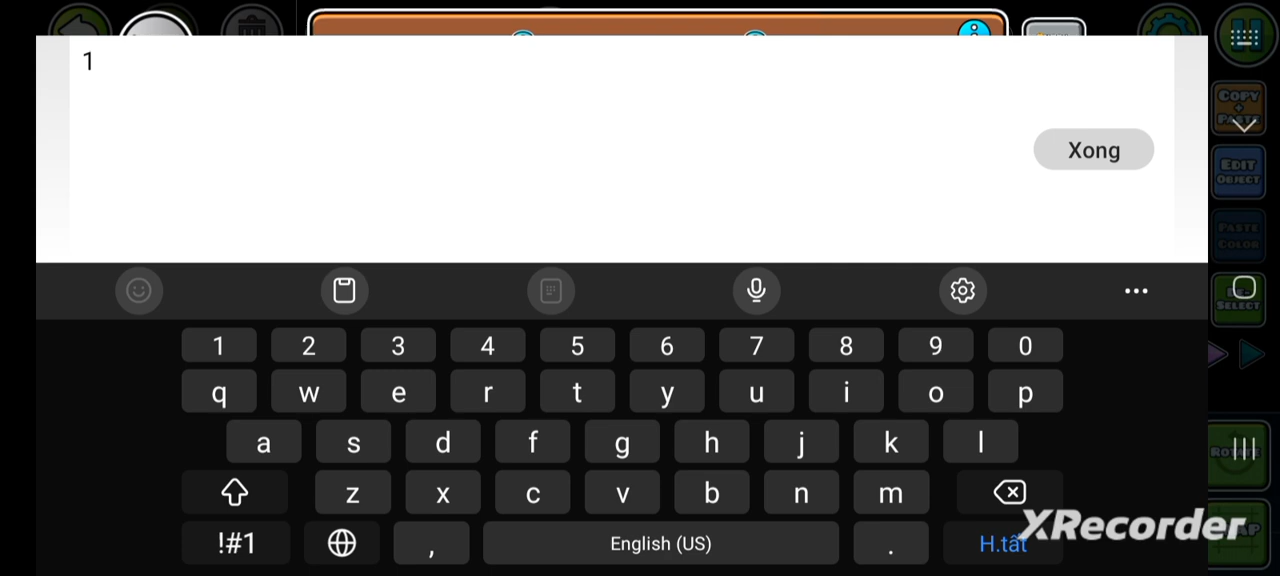 1
Xong
COPY
+
PASTE
EDIT
OBJECT
PASTE
COLOR
SELECT
1 2 3 4 5 6 7 8 9 0
q w e r t y u i o p
a s d f g h j k l
z x c v b n m
!#1 , English (US) . H.tất
XRecorder